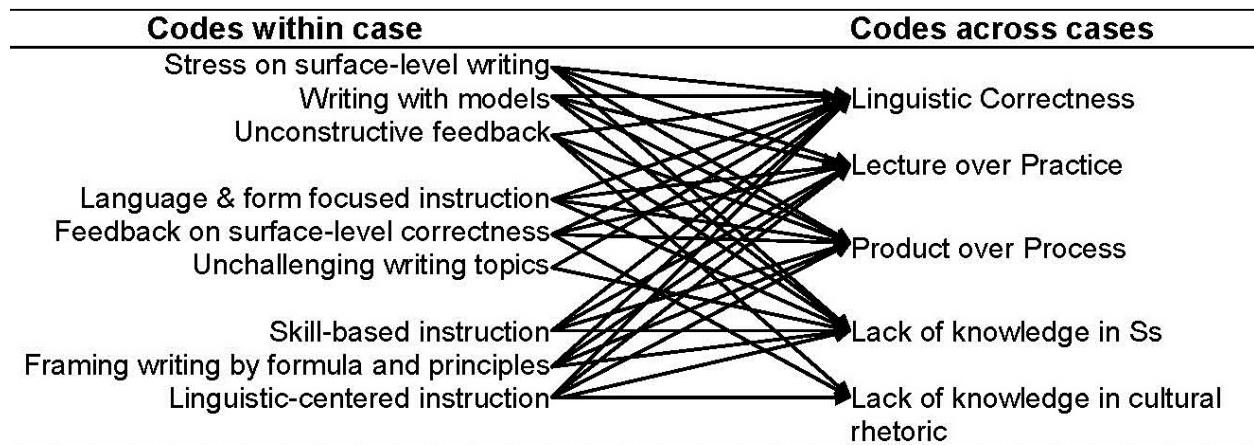 Codes within case
Codes across cases
Stress on surface-level writing
Writing with models
Unconstructive feedback
Language & form focused instruction
Feedback on surface-level correctness
Unchallenging writing topics
Skill-based instruction
Framing writing by formula and principles
Linguistic-centered instruction
Linguistic Correctness
Lecture over Practice
Product over Process
Lack of knowledge in Ss
Lack of knowledge in cultural
rhetoric